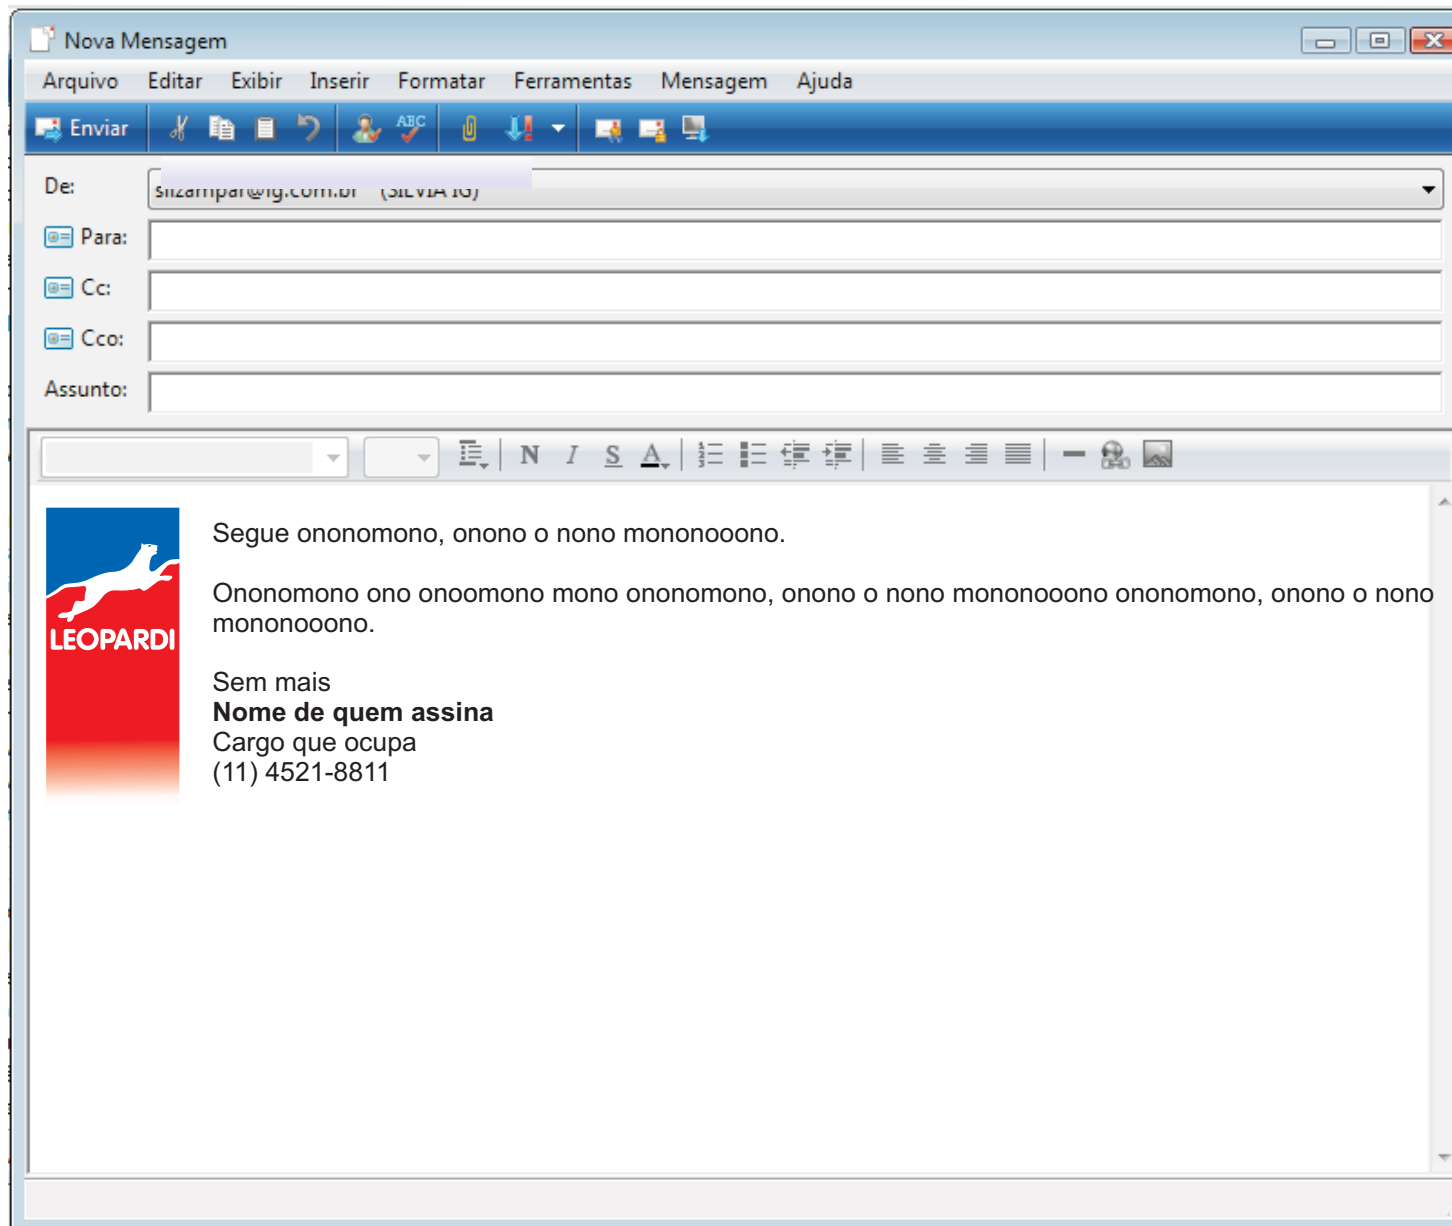 Nova Mensagem
Arquivo Editar Exibir Inserir Formatar Ferramentas Mensagem Ajuda
Enviar ABC
De:
Para:
Cc:
Cco:
Assunto:
N I S A
LEOPARDI
Segue ononomono, onono o nono mononooono.
Ononomono ono onoomono mono ononomono, onono o nono mononooono ononomono, onono o nono
mononooono.
Sem mais
Nome de quem assina
Cargo que ocupa
(11) 4521-8811